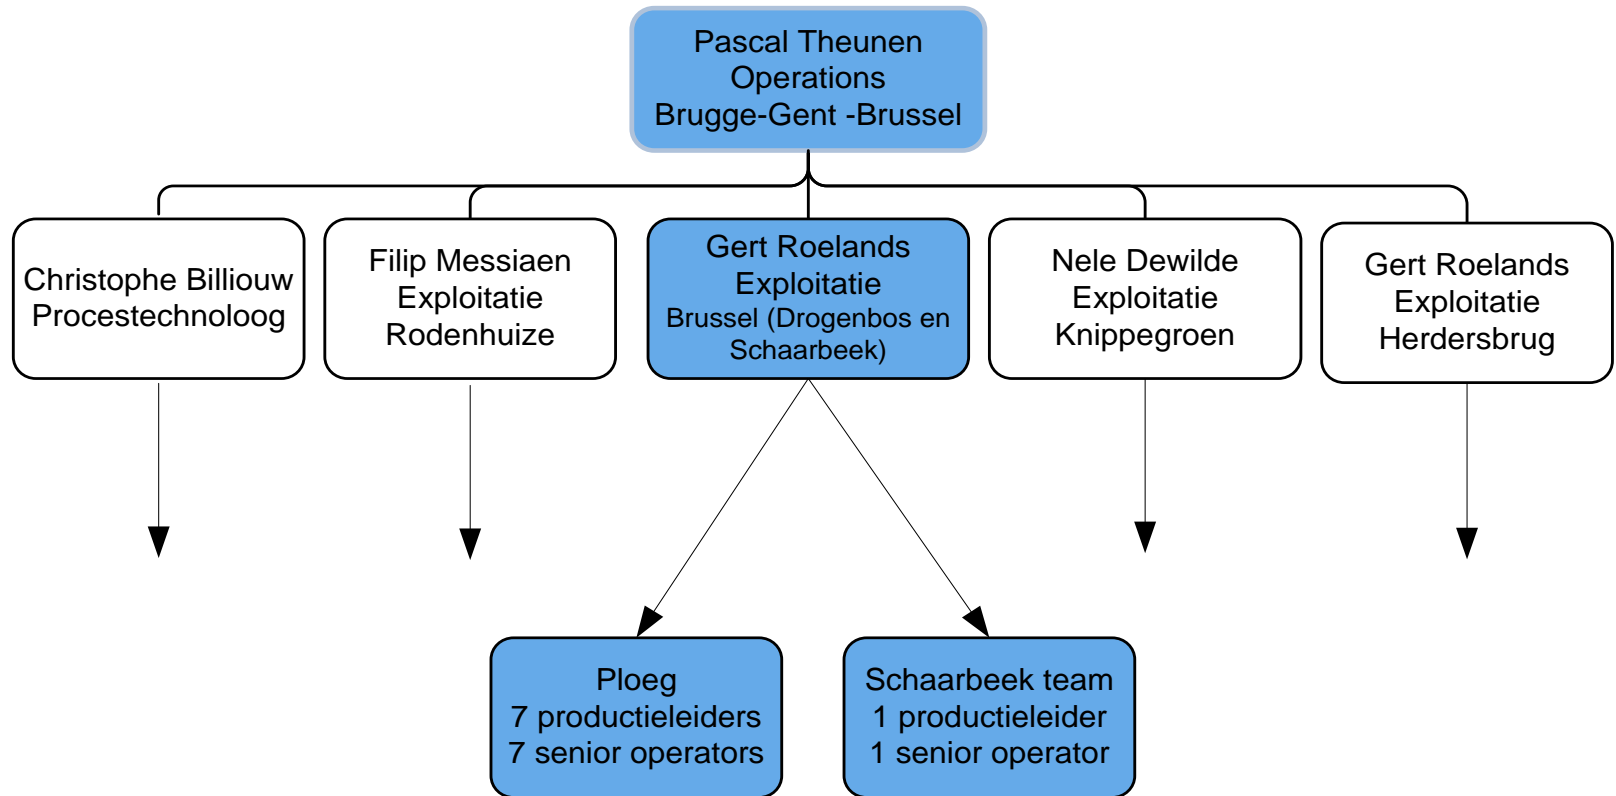 Pascal Theunen
Operations
Brugge-Gent -Brussel
Christophe Billiouw
Procestechnoloog
Filip Messiaen
Exploitatie
Rodenhuize
Gert Roelands
Exploitatie
Brussel (Drogenbos en
Schaarbeek)
Nele Dewilde
Exploitatie
Knippegroen
Gert Roelands
Exploitatie
Herdersbrug
Ploeg
7 productieleiders
7 senior operators
Schaarbeek team
1 productieleider
1 senior operator